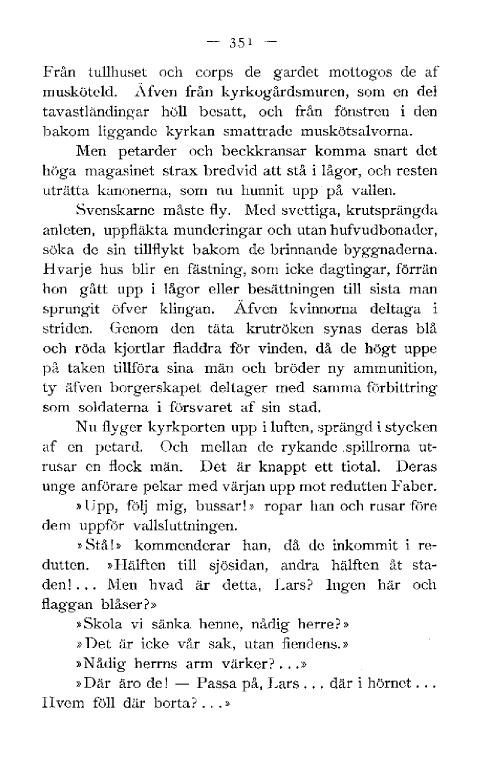 — 351 —
Från tullhuset och corps de gardet mottogos de af
musköteld. Äfven från kyrkogårdsmuren, som en del
tavastländingar höll besatt, och från fönstren i den
bakom liggande kyrkan smattrade muskötsalvorna.
Men petarder och beckkransar komma snart det
höga magasinet strax bredvid att stå i lågor, och resten
uträtta kanonerna, som nu hunnit upp på vallen.
Svenskarne måste fly. Med svettiga, krutsprängda
anleten, uppfläkta munderingar och utan hufvudbonader,
söka de sin tillflykt bakom de brinnande byggnaderna.
Hvarje hus blir en fästning, som icke dagtingar, förrän
hon gått upp i lågor eller besättningen till sista man
sprungit öfver klingan. Äfven kvinnorna deltaga i
striden. Genom den täta krutröken synas deras blå
och röda kjortlar fladdra för vinden, då de högt uppe
på taken tillföra sina män och bröder ny ammunition,
ty äfven borgerskapet deltager med samma förbittring
som soldaterna i försvaret af sin stad.
Nu flyger kyrkporten upp i luften, sprängd i stycken
af en petard. Och mellan de rykande spillrorna ut-
rusar en flock män. Det är knappt ett tiotal. Deras
unge anförare pekar med värjan upp mot redutten Faber.
»Upp, följ mig, bussar!» ropar han och rusar före
dem uppför vallsluttningen.
»Stå!» kommenderar han, då de inkommit i re-
dutten. »Hälften till sjösidan, andra hälften åt sta-
den!... Men hvad är detta, Lars? Ingen här och
flaggan blåser?»
»Skola vi sänka henne, nådig herre?»
»Det är icke vår sak, utan fiendens.»
»Nådig herrns arm värker?...»
»Där äro de! — Passa på, Lars... där i hörnet...
Hvem föll där borta?...»